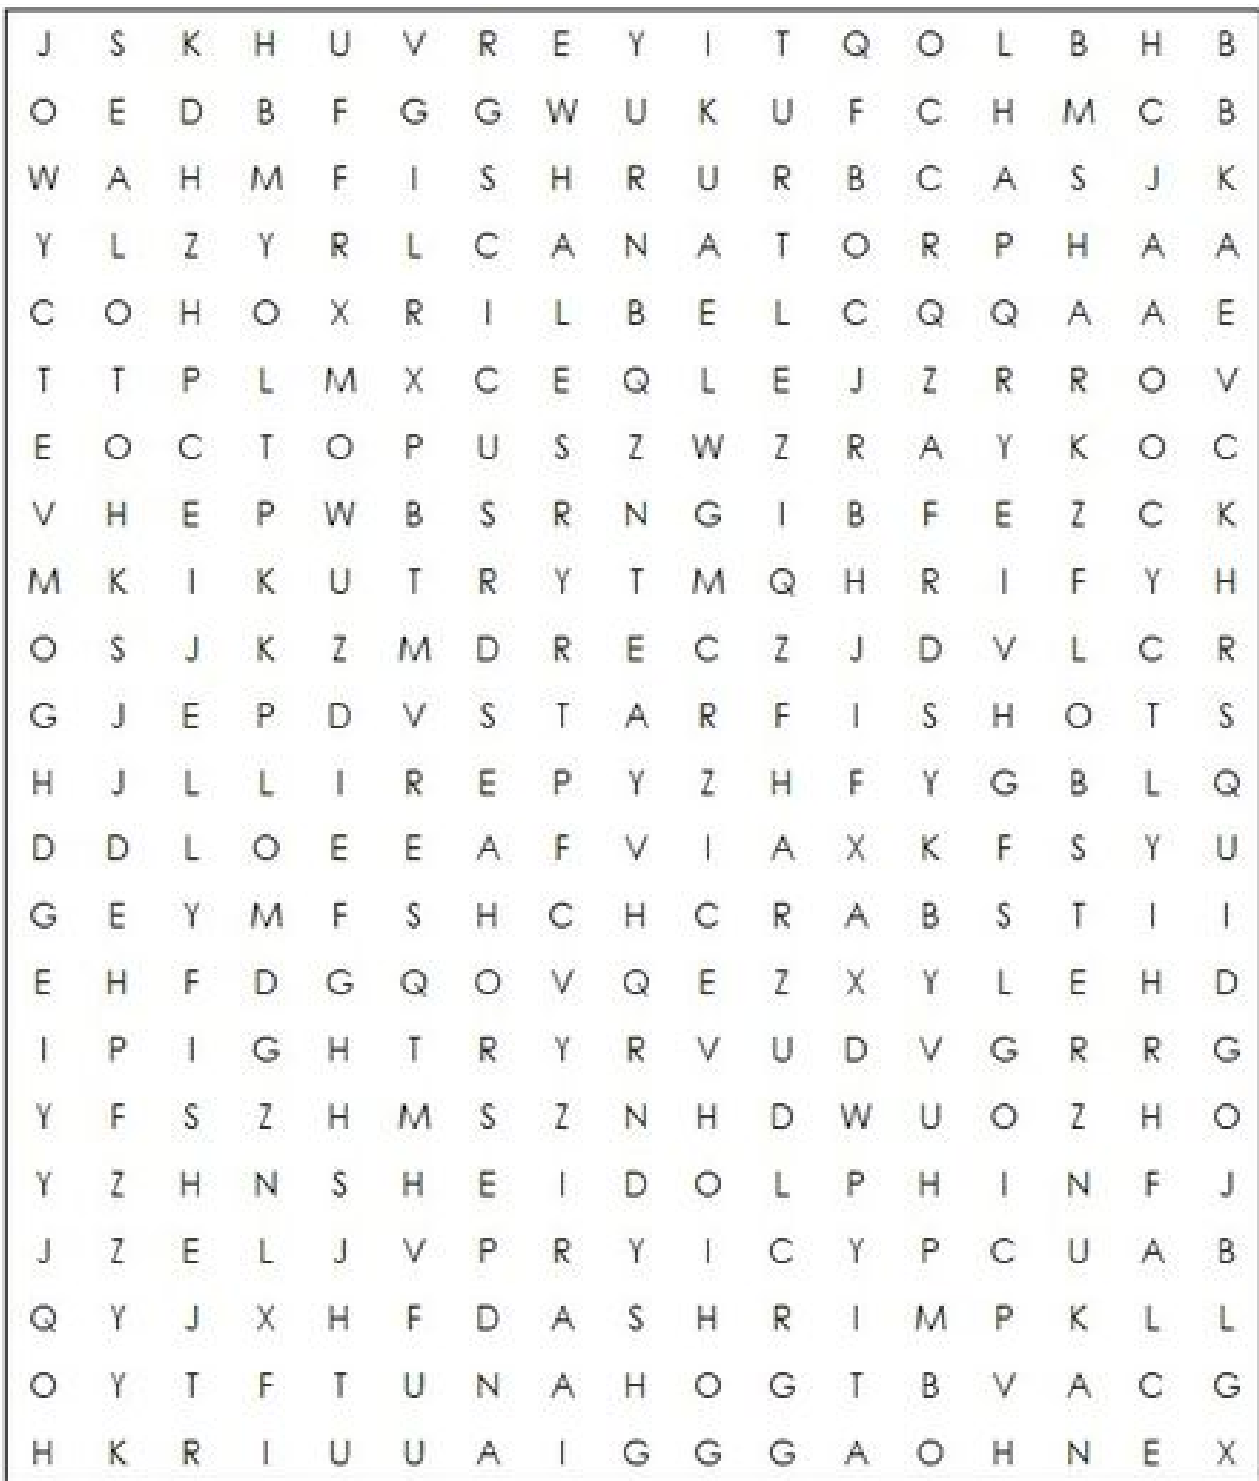 J S K H U V R E Y I T Q O L B H B
O E D B F G G W U K U F C H M C B
W A H M F I S H R U R B C A S J K
Y L Z Y R L C A N A T O R P H A A
C O H O X R I L B E L C Q Q A A E
T T P L M X C E Q L E J Z R R O V
E O C T O P U S Z W Z R A Y K O C
V H E P W B S R N G I B F E Z C K
M K I K U T R Y T M Q H R I F Y H
O S J K Z M D R E C Z J D V L C R
G J E P D V S T A R F I S H O T S
H J L L I R E P Y Z H F Y G B L Q
D D L O E E A F V I A X K F S Y U
G E Y M F S H C H C R A B S T I I
E H F D G Q O V Q E Z X Y L E H D
I P I G H T R Y R V U D V G R R G
Y F S Z H M S Z N H D W U O Z H O
Y Z H N S H E I D O L P H I N F J
J Z E L J V P R Y I C Y P C U A B
Q Y J X H F D A S H R I M P K L L
O Y T F T U N A H O G T B V A C G
H K R I U U A I G G G A O H N E X